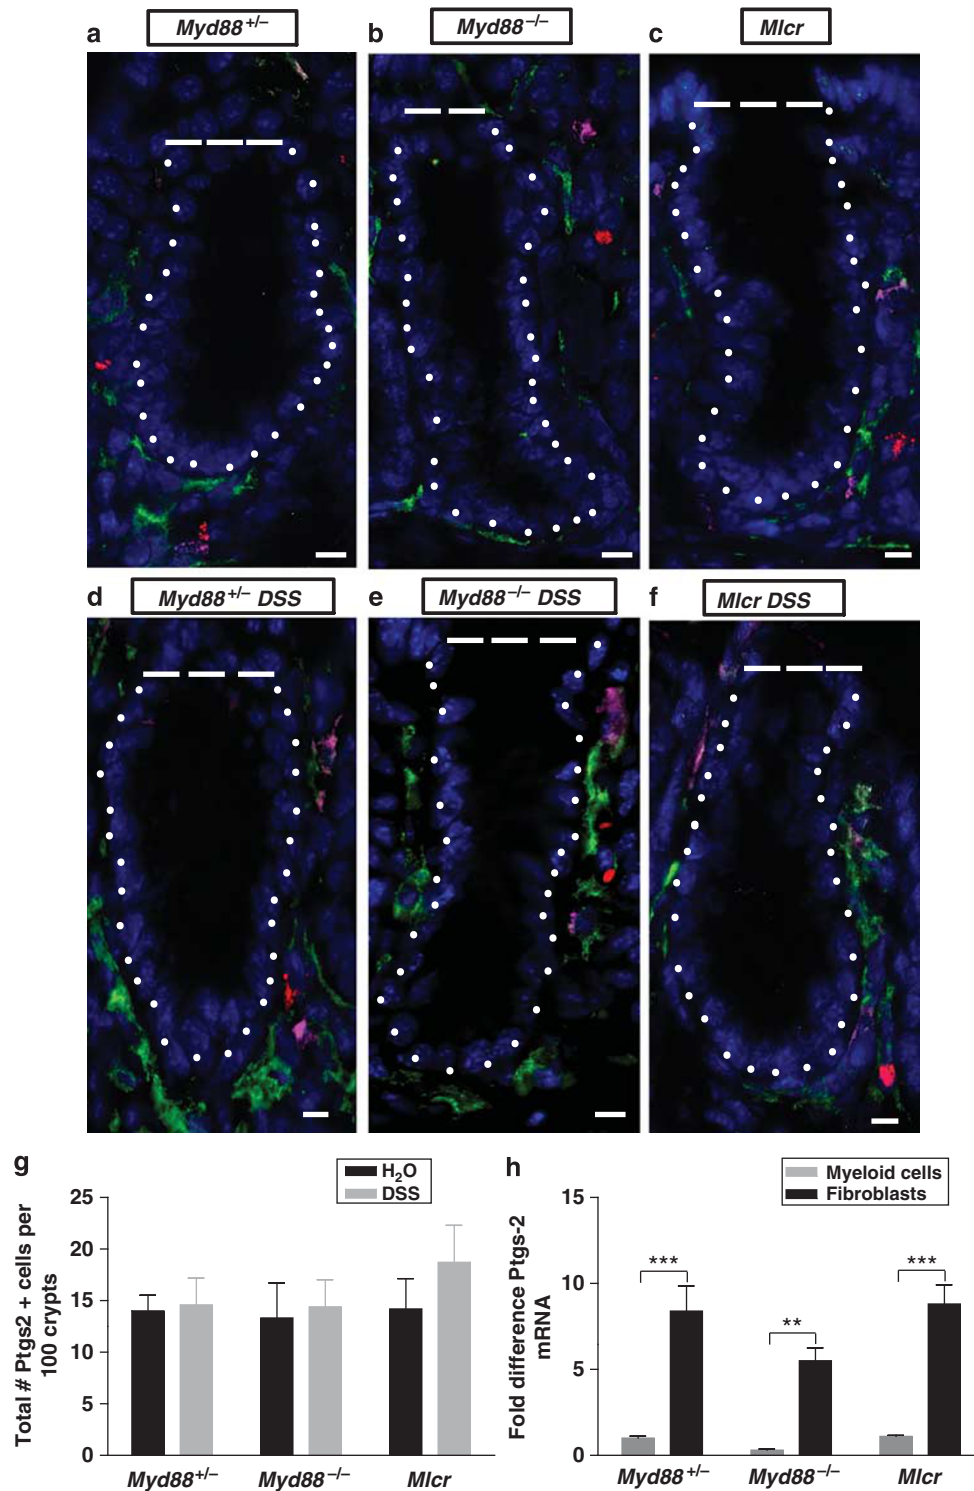 a Myd88+/– b Myd88–/– c Mlcr
d Myd88+/– DSS e Myd88–/– DSS f Mlcr DSS
g
H2O
DSS
Total # Ptgs2 + cells per
100 crypts
25
20
15
10
5
0
Myd88+/– Myd88–/– Mlcr
h
Myeloid cells
Fibroblasts
Fold difference Ptgs-2
mRNA
15
10
5
0
*** ** ***
Myd88+/– Myd88–/– Mlcr